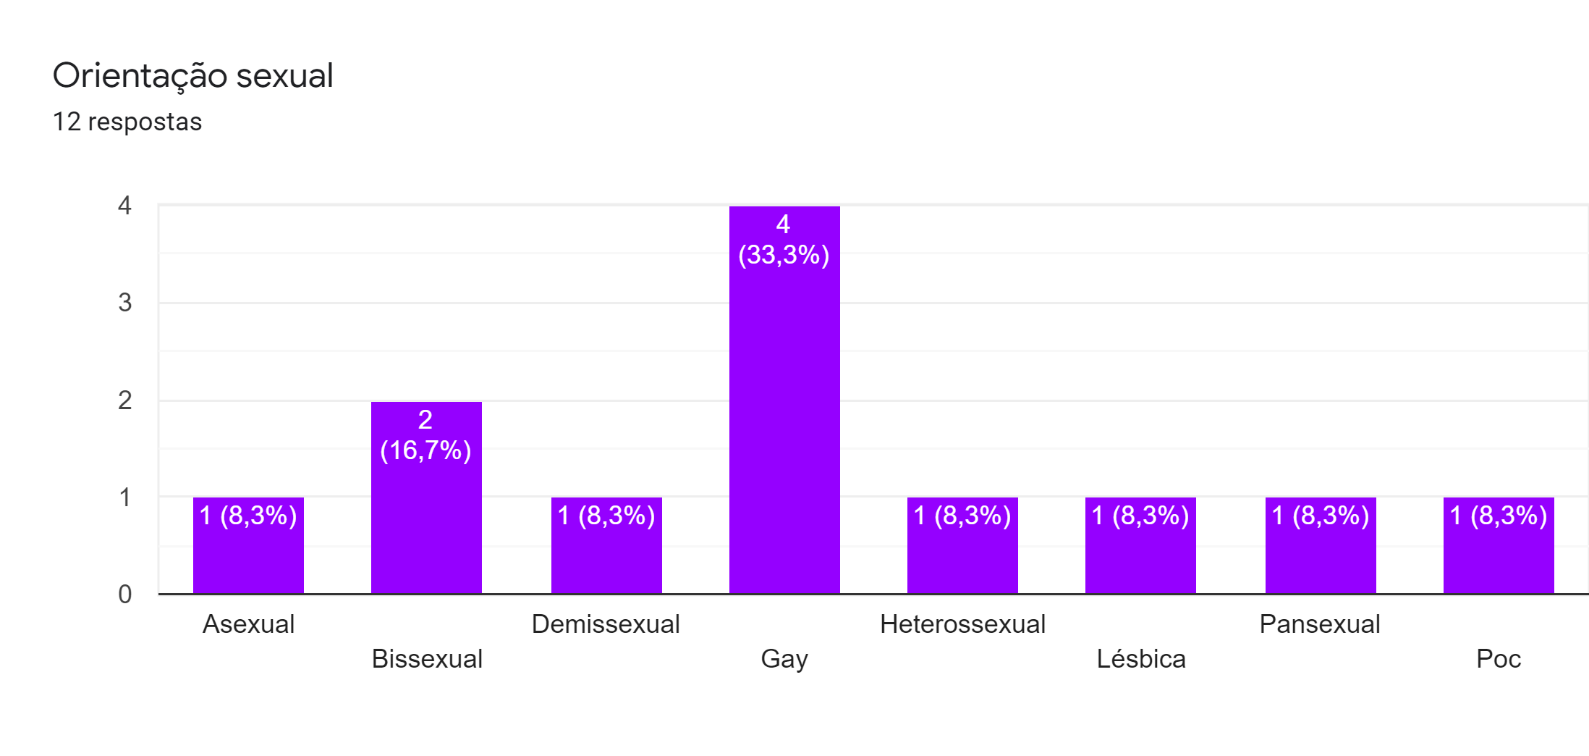 Orientação sexual
12 respostas
4
3
2
1
0
1 (8,3%)
2
(16,7%)
1 (8,3%)
4
(33,3%)
1 (8,3%)
1 (8,3%)
1 (8,3%)
1 (8,3%)
Asexual
Bissexual
Demissexual
Gay
Heterossexual
Lésbica
Pansexual
Poc